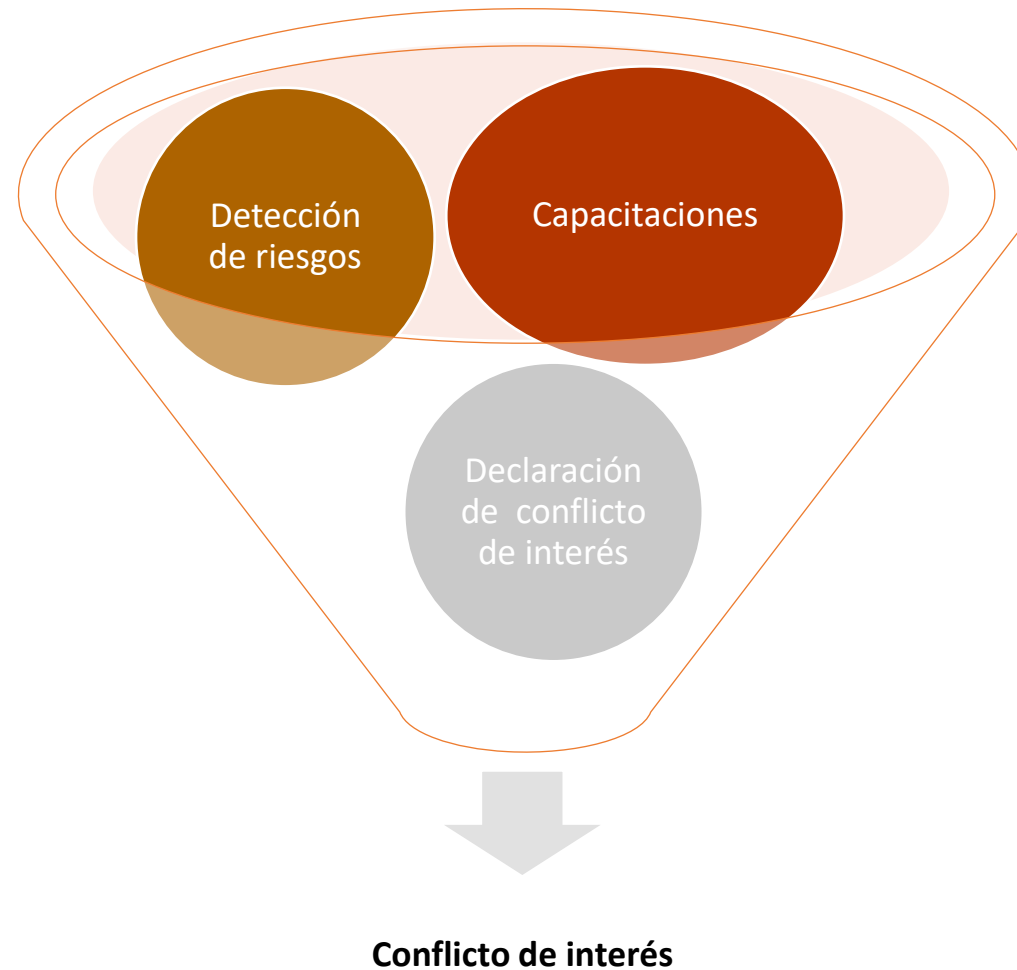 Detección
de riesgos
Capacitaciones
Declaración
de conflicto
de interés
Conflicto de interés